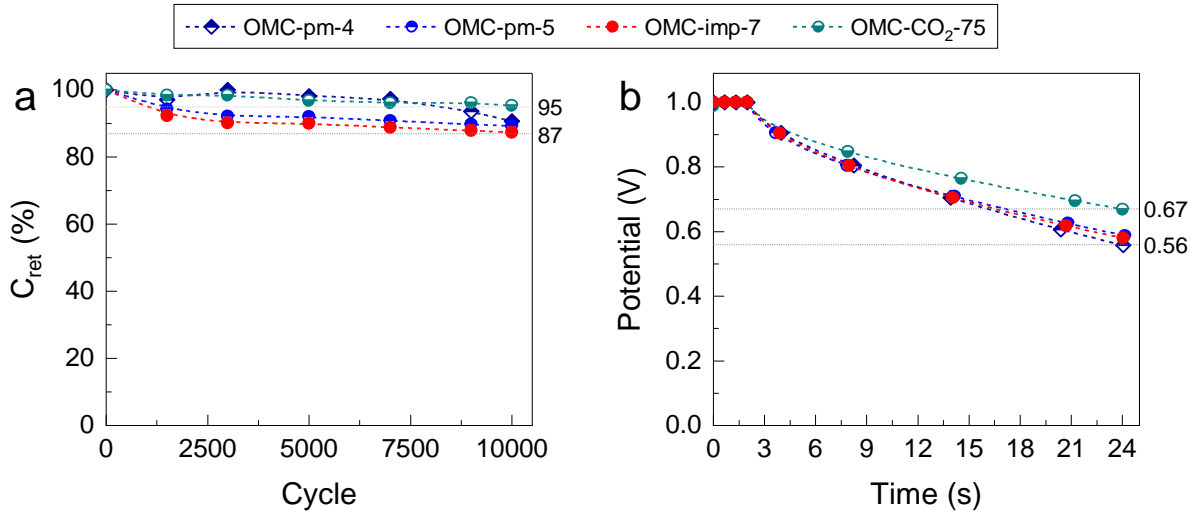 OMC-pm-4 OMC-pm-5 OMC-imp-7 OMC-CO₂-75
a
100
80
60
40
20
0
95
87
C_ret (%)
0 2500 5000 7500 10000
Cycle
b
1.0
0.8
0.6
0.4
0.2
0.0
0.67
0.56
Potential (V)
0 3 6 9 12 15 18 21 24
Time (s)